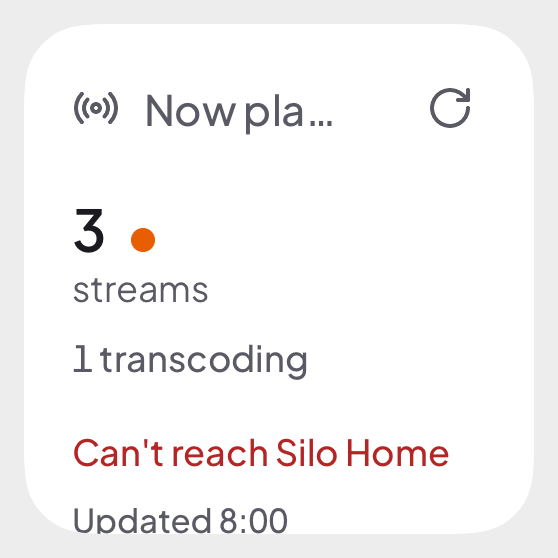 Now pla...
3
streams
1 transcoding
Can't reach Silo Home
Updated 8:00